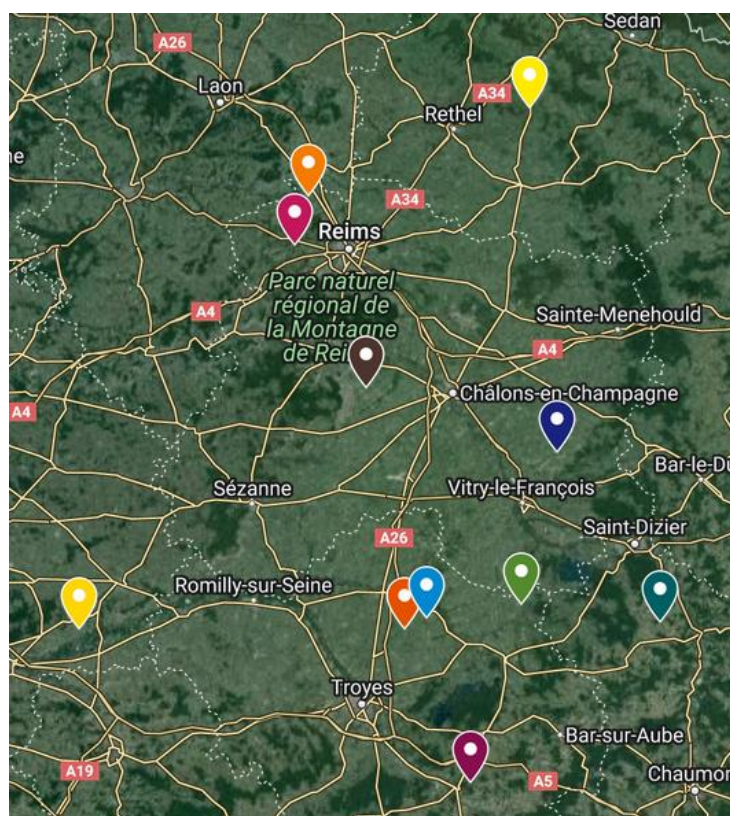 Sedan
A26
Laon
A34
Rethel
ne
A34
Reims
Parc naturel
régional de
la Montagne
de Rei
A4
Sainte-Menehould
A4
Châlons-en-Champagne
A4
Bar-le-Du
Sézanne
Vitry-le-François
A26
Saint-Dizier
Romilly-sur-Seine
Troyes
Bar-sur-Aube
A19
A5
Chaumon